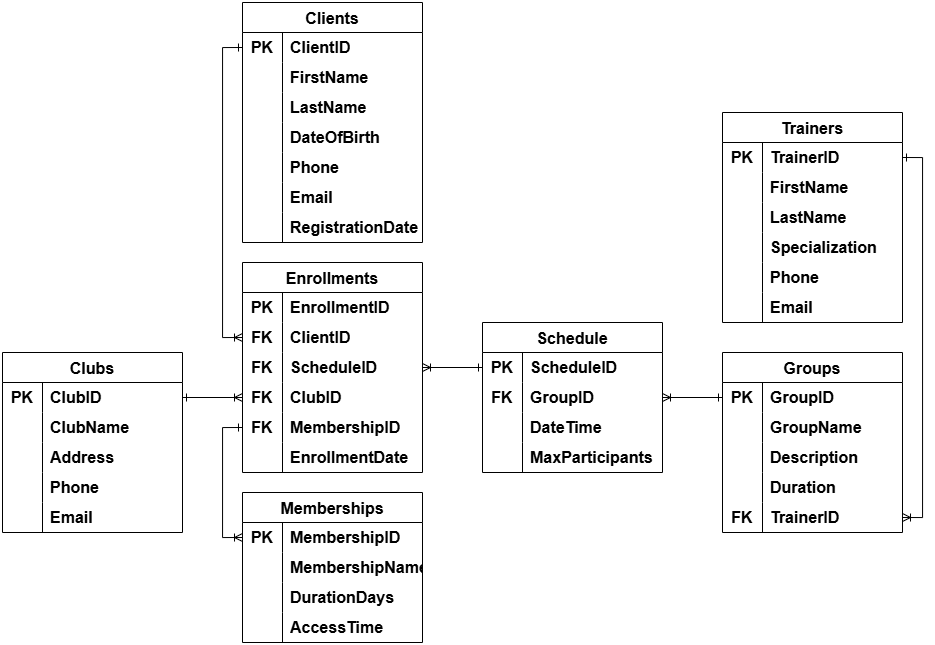 Clients
PK ClientID
FirstName
LastName
DateOfBirth
Phone
Email
RegistrationDate
Enrollments
PK EnrollmentID
FK ClientID
FK ScheduleID
FK ClubID
FK MembershipID
EnrollmentDate
Clubs
PK ClubID
ClubName
Address
Phone
Email
Memberships
PK MembershipID
MembershipName
DurationDays
AccessTime
Schedule
PK ScheduleID
FK GroupID
DateTime
MaxParticipants
Trainers
PK TrainerID
FirstName
LastName
Specialization
Phone
Email
Groups
PK GroupID
GroupName
Description
Duration
FK TrainerID